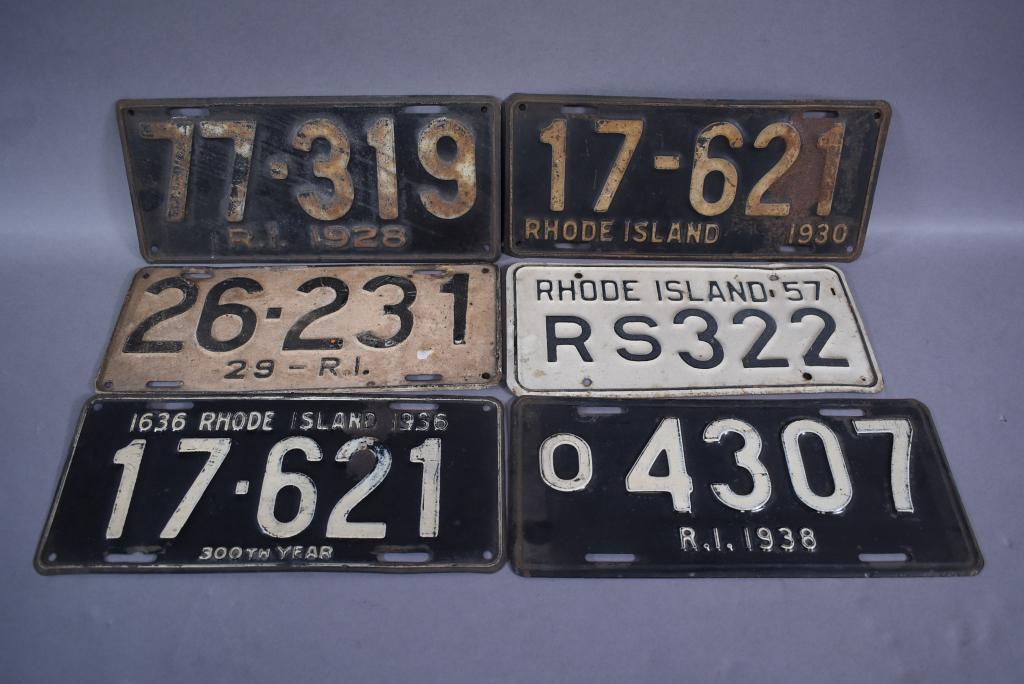 77·319
R.I. 1928
17-621
RHODE ISLAND 1930
26·231
29-R.I.
RHODE ISLAND·57
RS322
1636 RHODE ISLAND 1936
17·621
300TH YEAR
O 4307
R.I. 1938